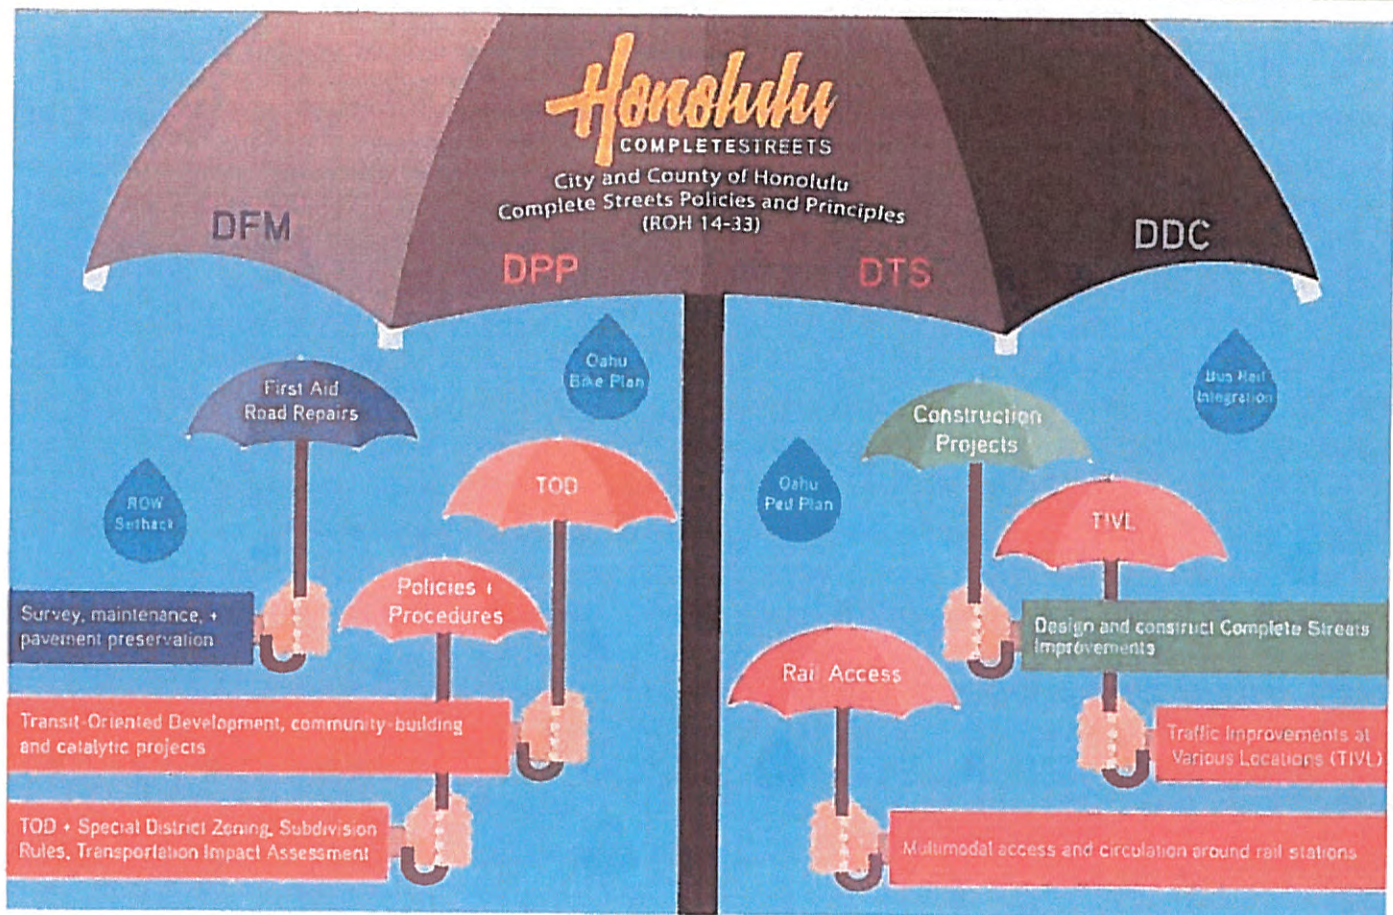 Honolulu
COMPLETESTREETS
City and County of Honolulu
Complete Streets Policies and Principles
(ROH 14-33)
DFM
DPP
DTS
DDC
Oahu
Bike Plan
Bus Rail
Integration
First Aid
Road Repairs
Construction
Projects
ROW
Setback
TOD
Oahu
Ped Plan
TIVL
Policies +
Procedures
Survey, maintenance, +
pavement preservation
Design and construct Complete Streets
Improvements
Rail Access
Transit-Oriented Development, community-building
and catalytic projects
Traffic Improvements at
Various Locations (TIVL)
TOD + Special District Zoning, Subdivision
Rules, Transportation Impact Assessment
Multimodal access and circulation around rail stations